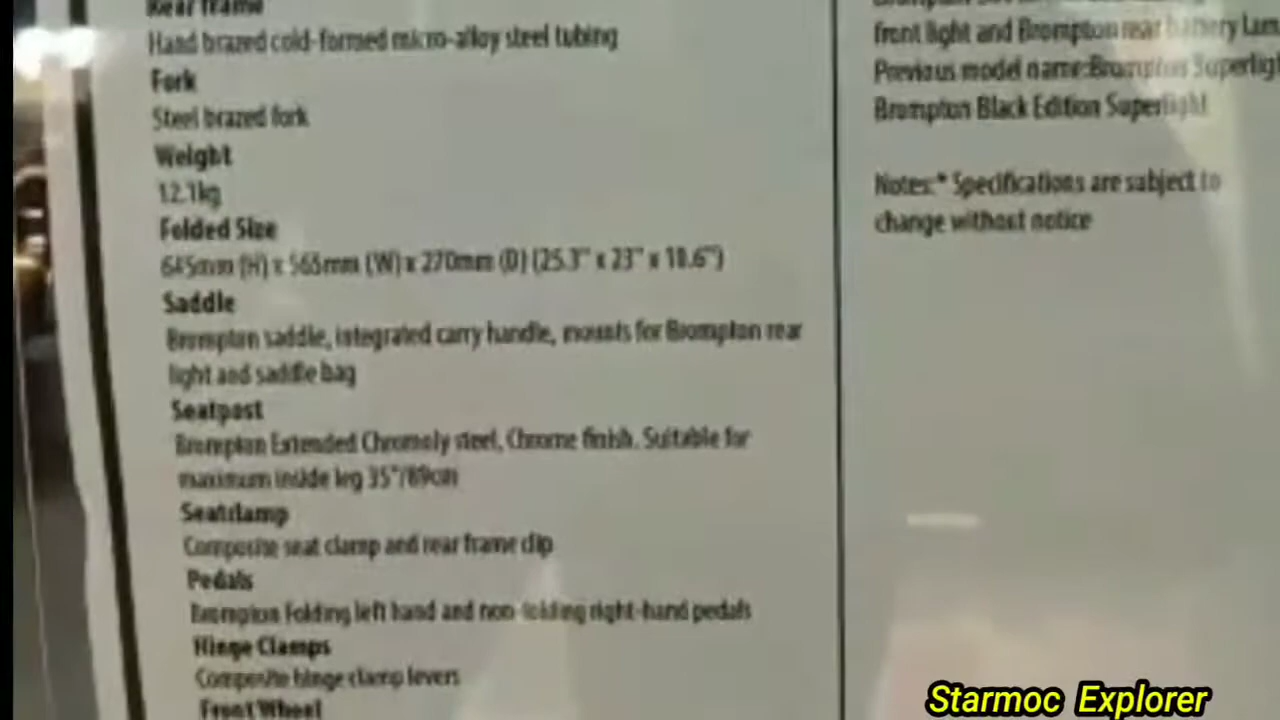 Rear frame
Hand brazed cold-formed micro-alloy steel tubing
Fork
Steel brazed fork
Weight
12.1kg
Folded Size
645mm (H) x 565mm (W) x 270mm (D) (25.3" x 23" x 10.6")
Saddle
Brompton saddle, integrated carry handle, mounts for Brompton rear
light and saddle bag
Seatpost
Brompton Extended Chromoly steel, Chrome finish. Suitable for
maximum inside leg 35"/89cm
Seatclamp
Composite seat clamp and rear frame clip
Pedals
Brompton Folding left hand and non-folding right-hand pedals
Hinge Clamps
Composite hinge clamp levers
Front Wheel
front light and Brompton rear battery
Previous model name:Brompton
Brompton Black Edition Superlight
Notes:* Specifications are subject to
change without notice
Starmoc Explorer